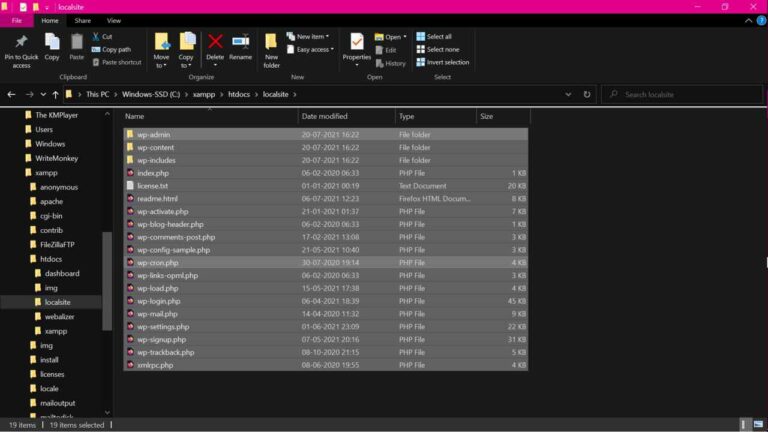 localsite
File Home Share View
Pin to Quick access
Copy
Paste
Cut
Copy path
Paste shortcut
Clipboard
Move to
Copy to
Delete
Rename
Organize
New folder
New item
Easy access
New
Properties
Open
Edit
History
Open
Select all
Select none
Invert selection
Select
This PC > Windows-SSD (C:) > xampp > htdocs > localsite >
Search localsite
The KMPlayer
Users
Windows
WriteMonkey
xampp
anonymous
apache
cgi-bin
contrib
FileZillaFTP
htdocs
dashboard
img
localsite
webalizer
xampp
img
install
licenses
locale
mailoutput
mailtodisk
Name Date modified Type Size
wp-admin 20-07-2021 16:22 File folder
wp-content 20-07-2021 16:22 File folder
wp-includes 20-07-2021 16:22 File folder
index.php 06-02-2020 06:33 PHP File 1 KB
license.txt 01-01-2021 00:19 Text Document 20 KB
readme.html 06-07-2021 12:23 Firefox HTML Docum... 8 KB
wp-activate.php 21-01-2021 01:37 PHP File 7 KB
wp-blog-header.php 06-02-2020 06:33 PHP File 1 KB
wp-comments-post.php 17-02-2021 13:08 PHP File 3 KB
wp-config-sample.php 21-05-2021 10:40 PHP File 3 KB
wp-cron.php 30-07-2020 19:14 PHP File 4 KB
wp-links-opml.php 06-02-2020 06:33 PHP File 3 KB
wp-load.php 15-05-2021 17:38 PHP File 4 KB
wp-login.php 06-04-2021 18:39 PHP File 45 KB
wp-mail.php 14-04-2020 11:32 PHP File 9 KB
wp-settings.php 01-06-2021 23:09 PHP File 22 KB
wp-signup.php 07-05-2021 20:16 PHP File 31 KB
wp-trackback.php 08-10-2020 21:15 PHP File 5 KB
xmlrpc.php 08-06-2020 19:55 PHP File 4 KB
19 items 19 items selected